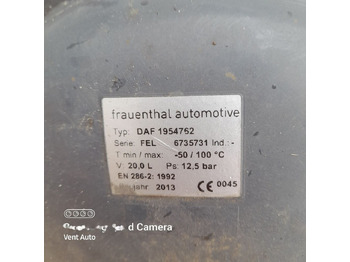 frauenthal automotive
Typ: DAF 1954762
Serie: FEL 6735731 Ind.: -
T min / max: -50 / 100 °C
V: 20,0 L Ps: 12,5 bar
EN 286-2: 1992
jahr: 2013 CE 0045
d Camera
Vent Auto